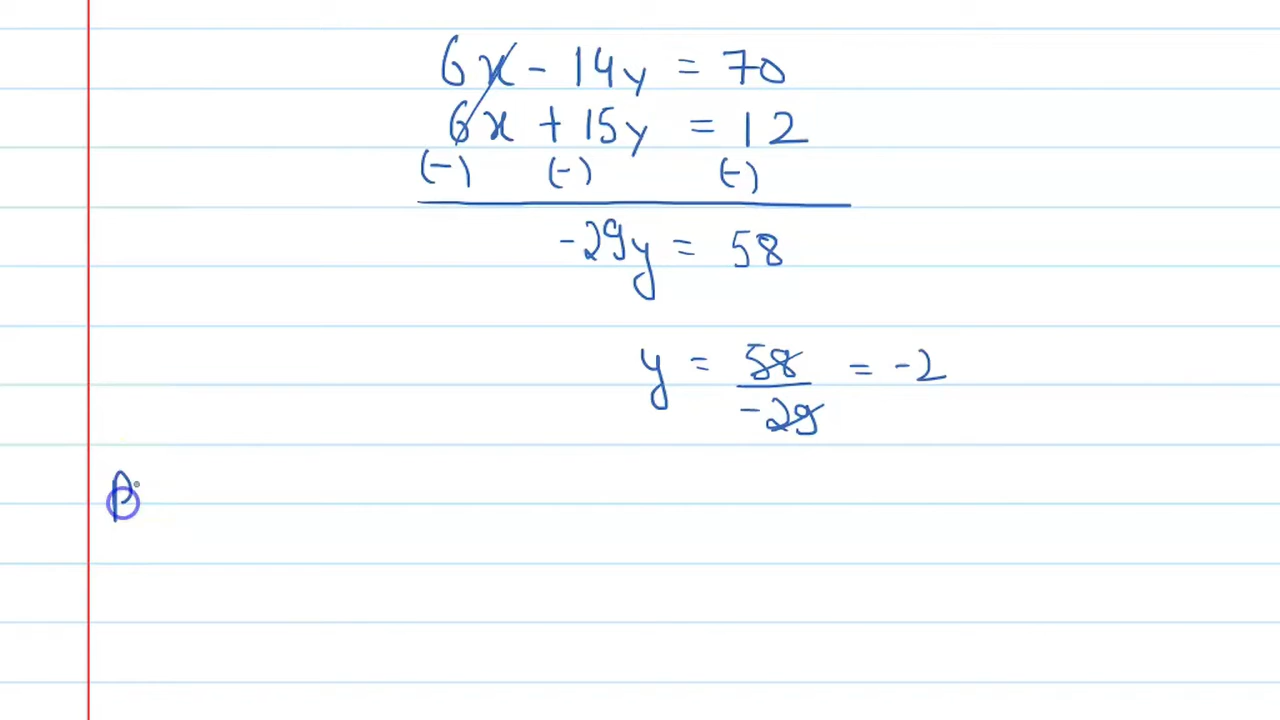 6x - 14y = 70
6x + 15y = 12
(-) (-) (-)
-29y = 58
y = 58/-29 = -2
P